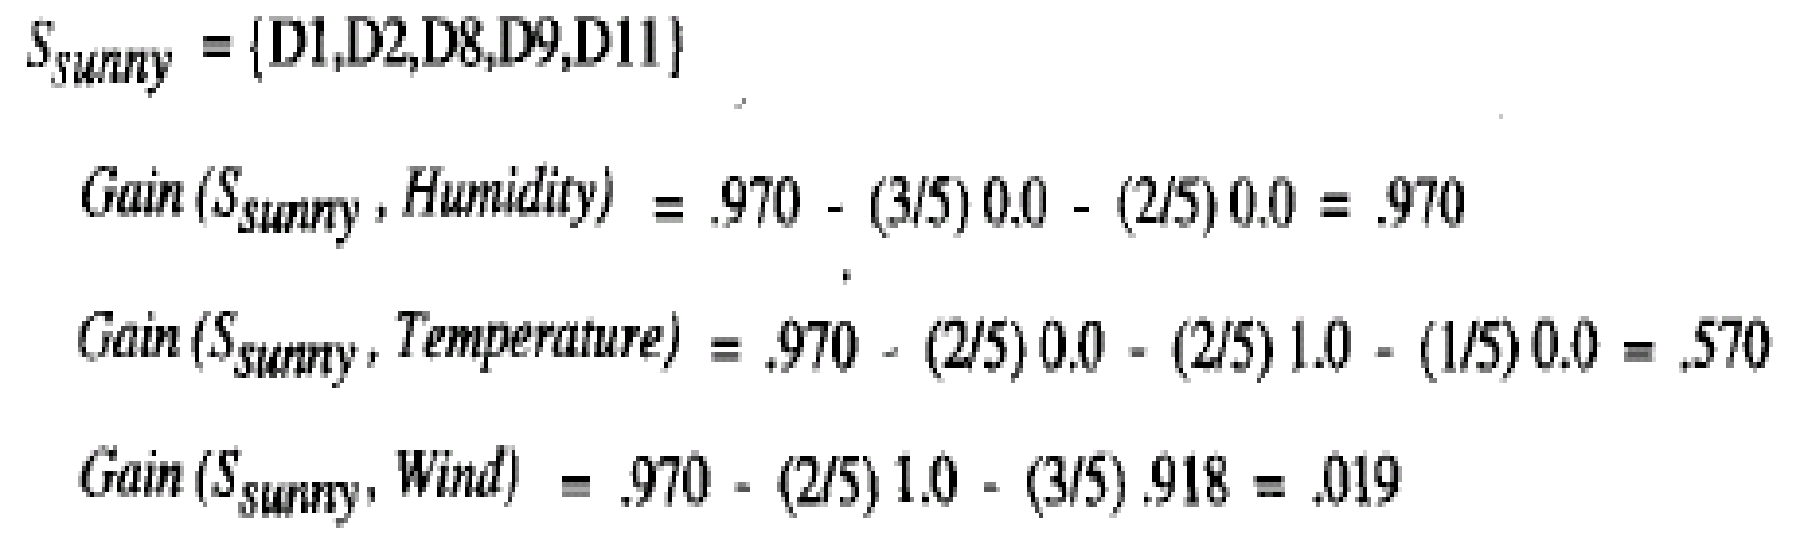 S_sunny = {D1,D2,D8,D9,D11}
Gain (S_sunny , Humidity) = .970 - (3/5) 0.0 - (2/5) 0.0 = .970
Gain (S_sunny , Temperature) = .970 - (2/5) 0.0 - (2/5) 1.0 - (1/5) 0.0 = .570
Gain (S_sunny, Wind) = .970 - (2/5) 1.0 - (3/5) .918 = .019